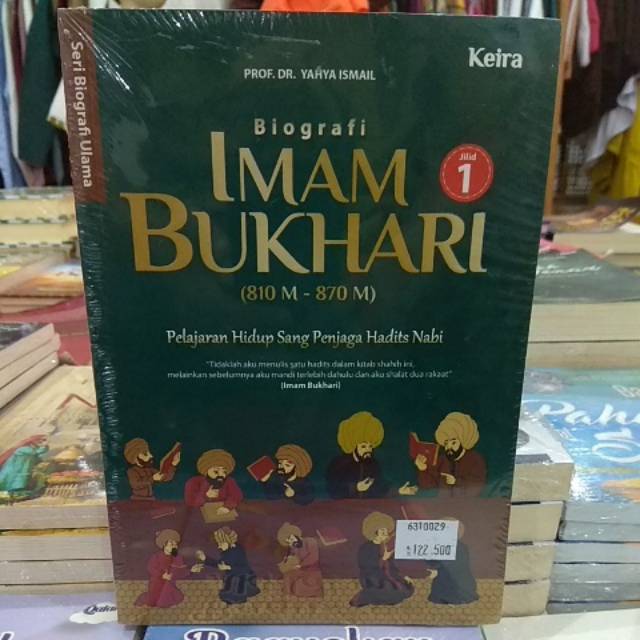 Keira
Seri Biografi Ulama
PROF. DR. YAHYA ISMAIL
Biografi
IMAM
BUKHARI
Jilid
1
(810 M - 870 M)
Pelajaran Hidup Sang Penjaga Hadits Nabi
"Tidaklah aku menulis satu hadits dalam kitab shahih ini,
melainkan sebelumnya aku mandi terlebih dahulu dan aku shalat dua rakaat"
(Imam Bukhari)
6310029
122.500